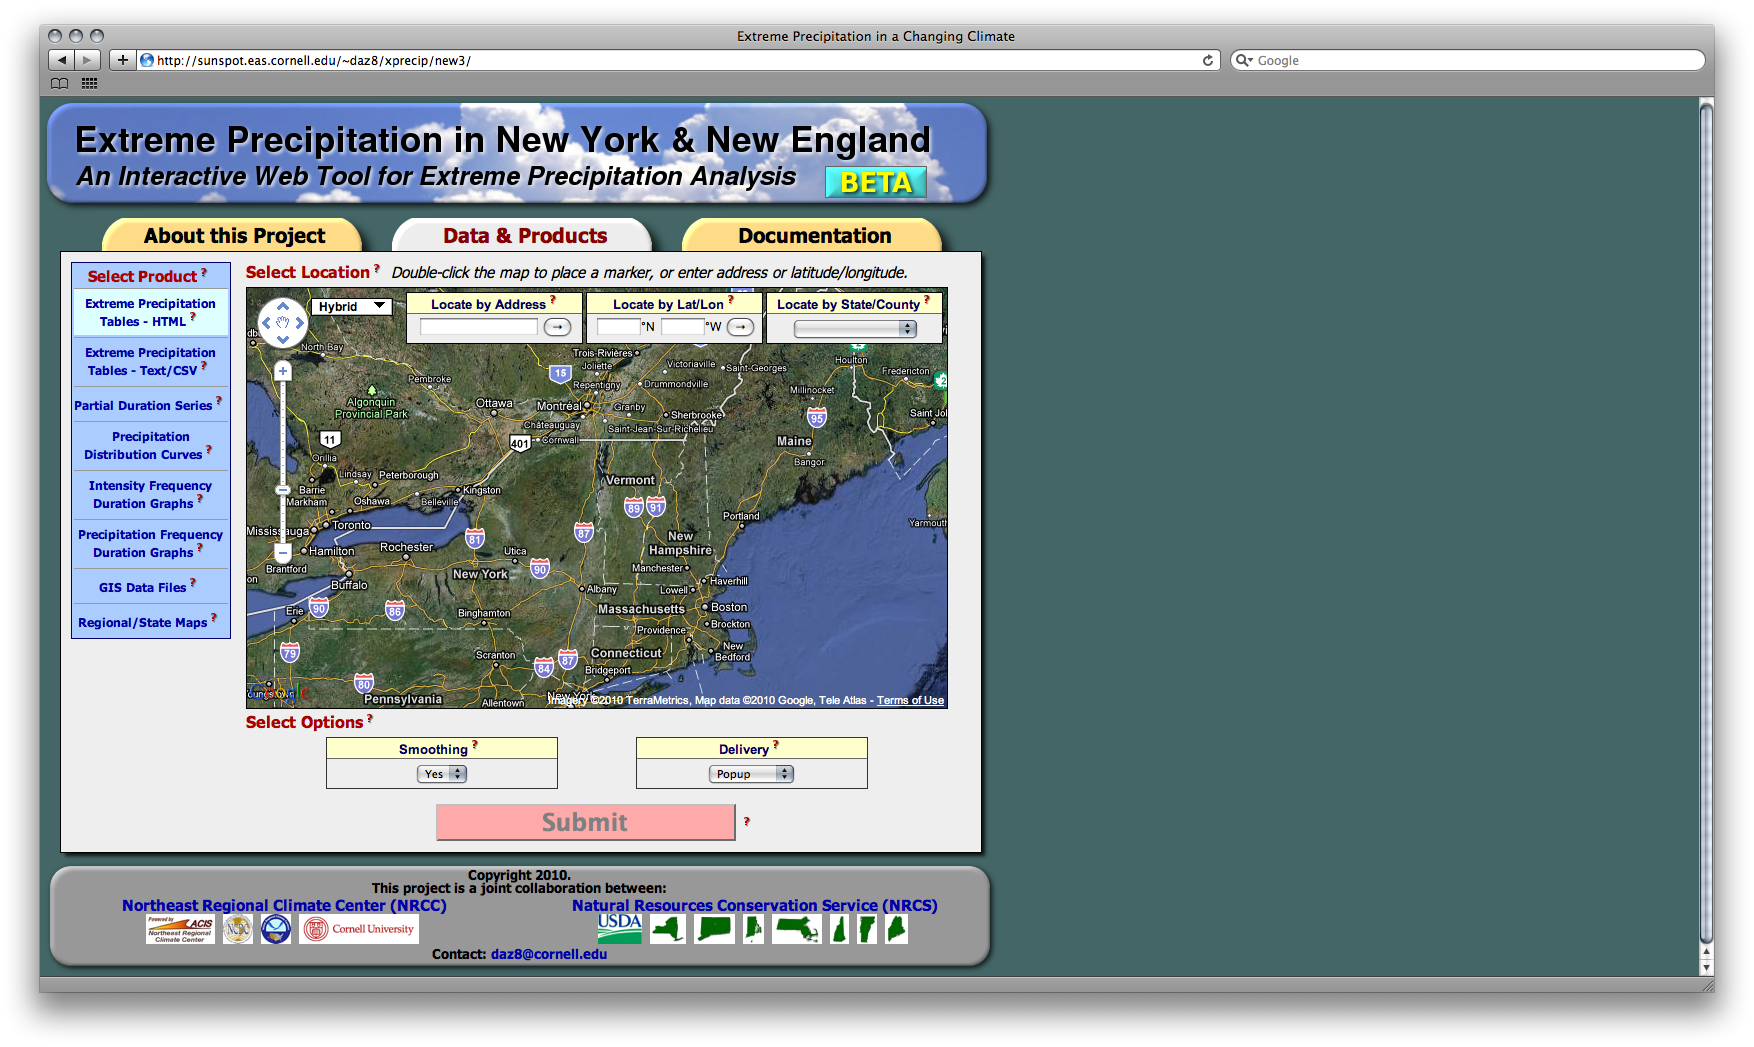 Extreme Precipitation in a Changing Climate
http://sunspot.eas.cornell.edu/~daz8/xprecip/new3/
Google
Extreme Precipitation in New York & New England
An Interactive Web Tool for Extreme Precipitation Analysis
BETA
About this Project
Data & Products
Documentation
Select Product ?
Extreme Precipitation
Tables - HTML ?
Extreme Precipitation
Tables - Text/CSV ?
Partial Duration Series ?
Precipitation
Distribution Curves ?
Intensity Frequency
Duration Graphs ?
Precipitation Frequency
Duration Graphs ?
GIS Data Files ?
Regional/State Maps ?
Select Location ? Double-click the map to place a marker, or enter address or latitude/longitude.
Hybrid
Locate by Address ?
Locate by Lat/Lon ?
°N
°W
Locate by State/County ?
North Bay
Trois-Rivières
Joliette
Victoriaville
Saint-Georges
Houlton
Fredericton
15
Repentigny
Drummondville
Pembroke
Millinocket
Algonquin
Provincial Park
Ottawa
Montréal
Granby
Sherbrooke
95
Châteauguay
Saint-Jean-Sur-Richelieu
11
401
Cornwall
Maine
Orillia
Bangor
Lindsay
Peterborough
Vermont
Barrie
Kingston
Markham
Oshawa
Belleville
89
91
Portland
Yarmouth
Mississauga
Toronto
81
87
New
Hampshire
Hamilton
Rochester
Utica
90
Manchester
Brantford
New York
Buffalo
Albany
Lowell
Haverhill
Erie
90
86
Binghamton
Massachusetts
Boston
Brockton
Providence
79
Scranton
84
87
Connecticut
New
Bedford
Bridgeport
80
Pennsylvania
Allentown
New York
Imagery ©2010 TerraMetrics, Map data ©2010 Google, Tele Atlas - Terms of Use
Select Options ?
Smoothing ?
Yes
Delivery ?
Popup
Submit ?
Copyright 2010.
This project is a joint collaboration between:
Northeast Regional Climate Center (NRCC)
Natural Resources Conservation Service (NRCS)
Powered by ACIS
Northeast Regional
Climate Center
NCDC
Cornell University
USDA
Contact: daz8@cornell.edu